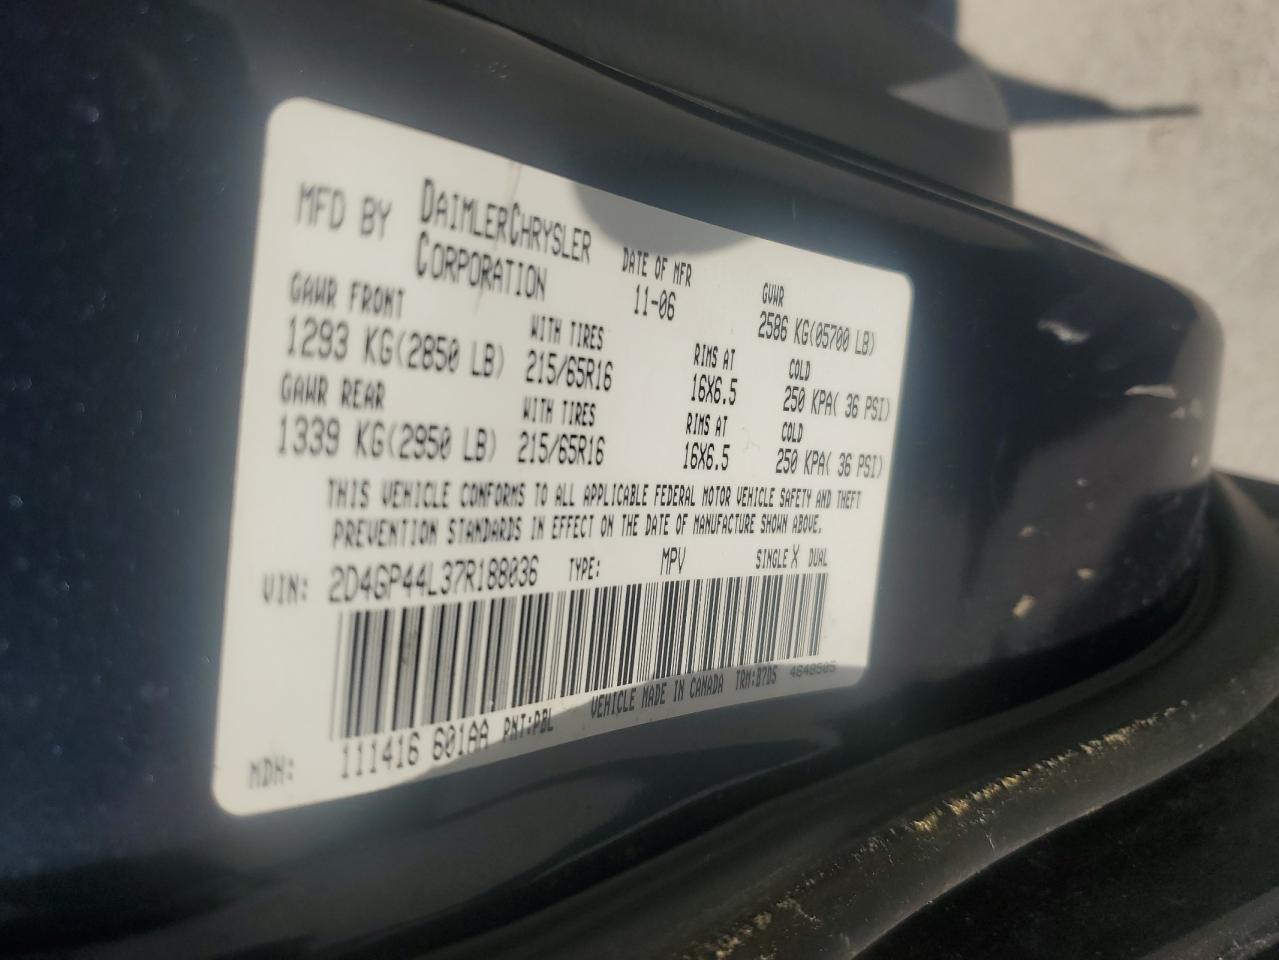 MFD BY DAIMLERCHRYSLER CORPORATION
DATE OF MFR 11-06
GVWR 2586 KG(05700 LB)
GAWR FRONT WITH TIRES RIMS AT COLD
1293 KG(2850 LB) 215/65R16 16X6.5 250 KPA( 36 PSI)
GAWR REAR WITH TIRES RIMS AT COLD
1339 KG(2950 LB) 215/65R16 16X6.5 250 KPA( 36 PSI)
THIS VEHICLE CONFORMS TO ALL APPLICABLE FEDERAL MOTOR VEHICLE SAFETY AND THEFT
PREVENTION STANDARDS IN EFFECT ON THE DATE OF MANUFACTURE SHOWN ABOVE.
VIN: 2D4GP44L37R188036 TYPE: MPV SINGLE X DUAL
MDH: 111416 601AA PNT:PBL VEHICLE MADE IN CANADA TRM:B7D5 4648505